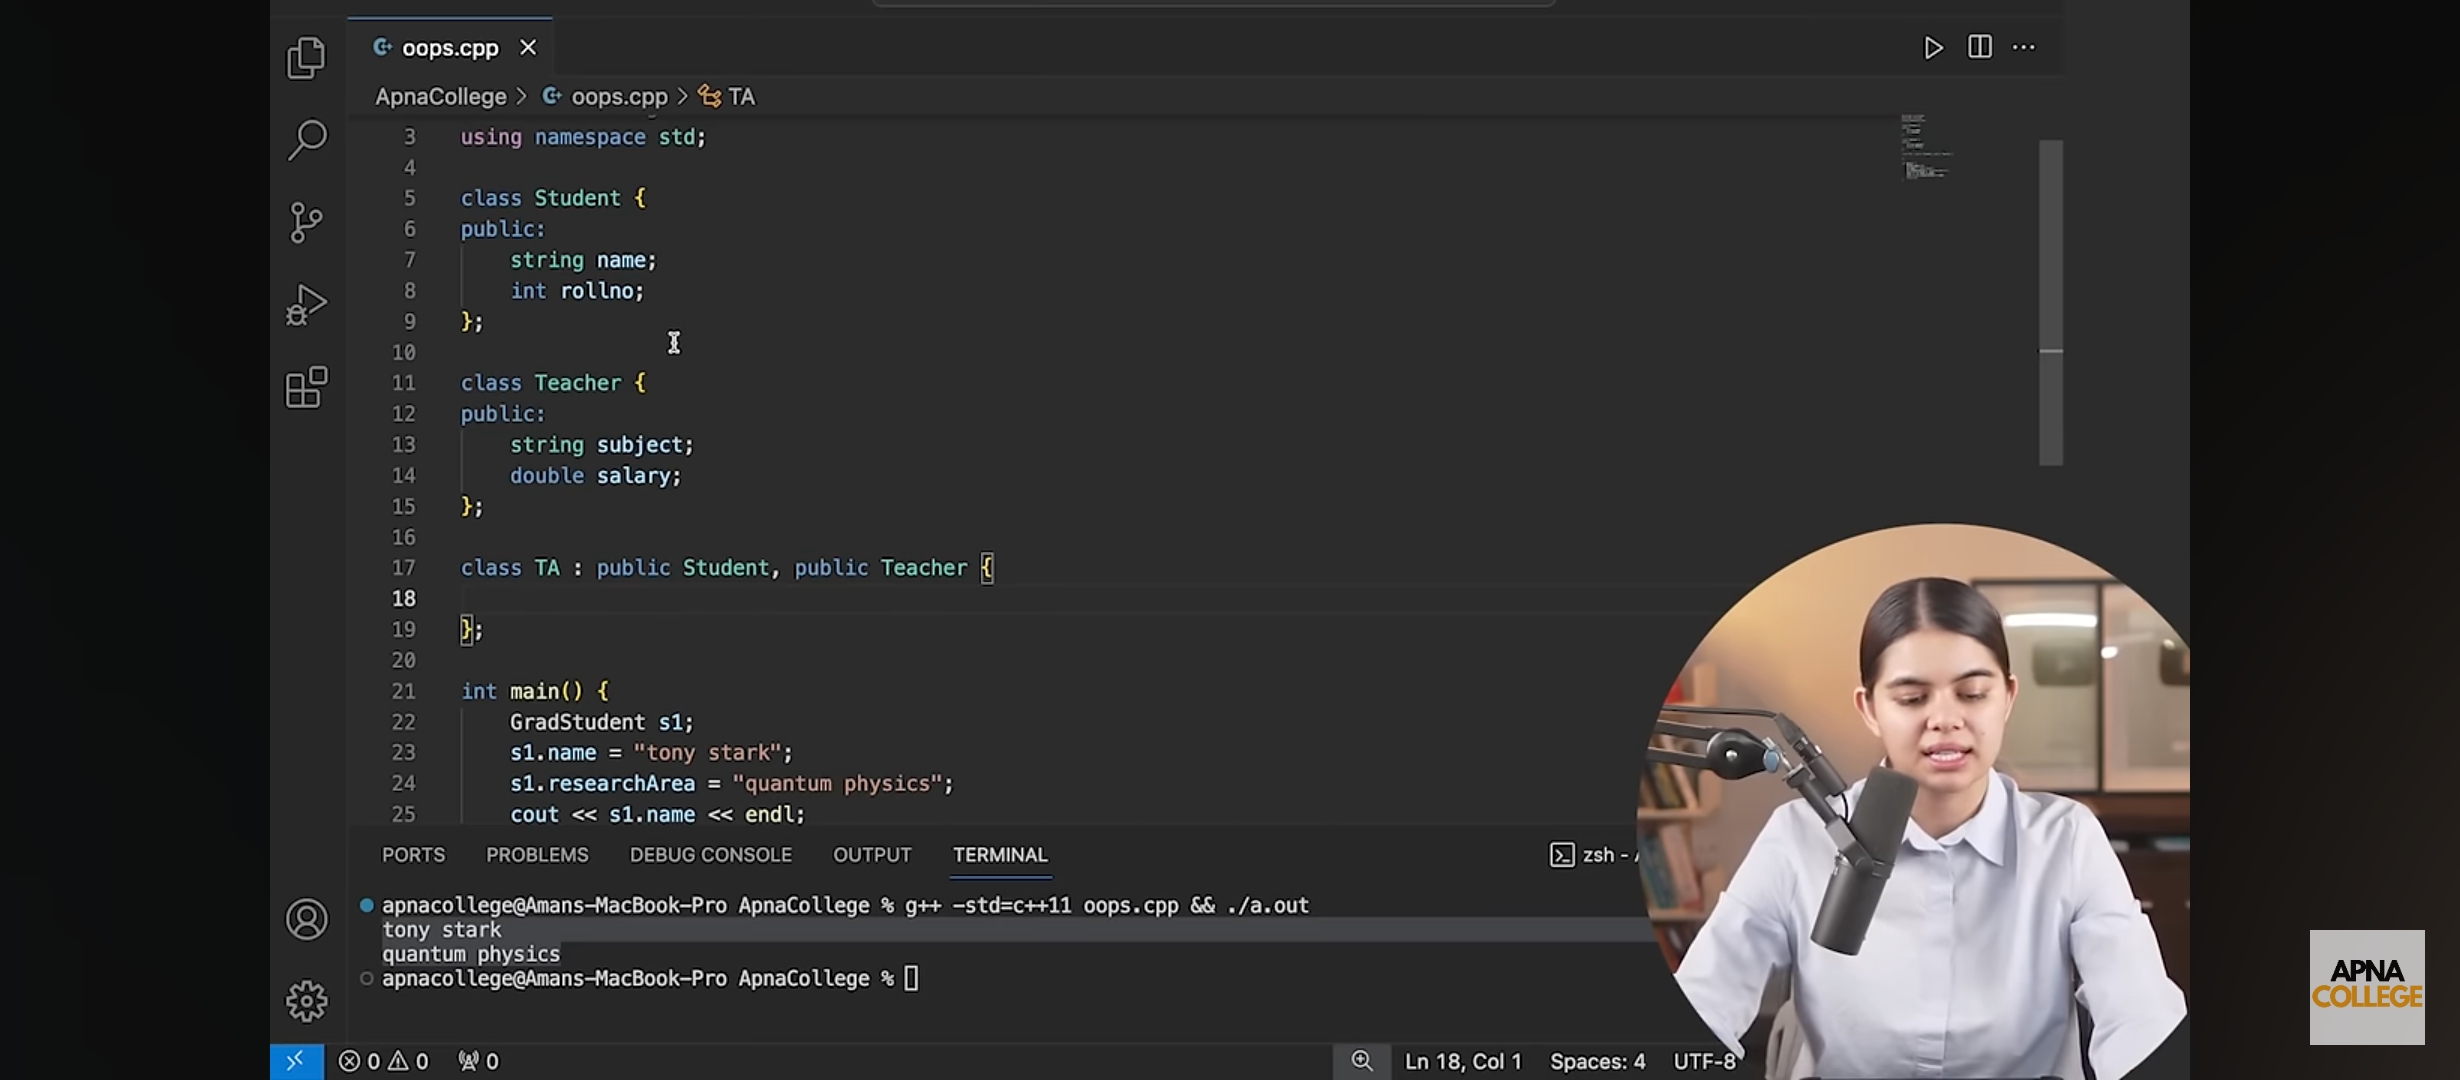 oops.cpp
ApnaCollege > oops.cpp > TA
3 using namespace std;
4
5 class Student {
6 public:
7 string name;
8 int rollno;
9 };
10
11 class Teacher {
12 public:
13 string subject;
14 double salary;
15 };
16
17 class TA : public Student, public Teacher {
18
19 };
20
21 int main() {
22 GradStudent s1;
23 s1.name = "tony stark";
24 s1.researchArea = "quantum physics";
25 cout << s1.name << endl;
PORTS PROBLEMS DEBUG CONSOLE OUTPUT TERMINAL zsh -
apnacollege@Amans-MacBook-Pro ApnaCollege % g++ -std=c++11 oops.cpp && ./a.out
tony stark
quantum physics
apnacollege@Amans-MacBook-Pro ApnaCollege %
0 0 0 Ln 18, Col 1 Spaces: 4 UTF-8
APNA
COLLEGE